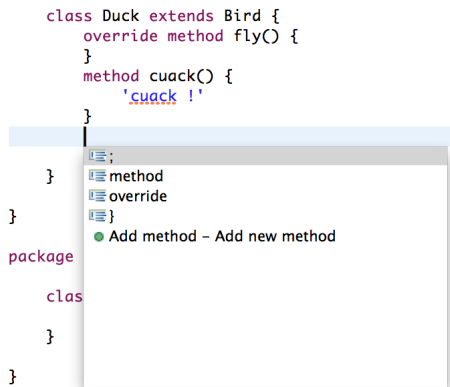 class Duck extends Bird {
override method fly() {
}
method cuack() {
'cuack !'
}
;
method
}
override
}
}
Add method – Add new method
package
clas
}
}